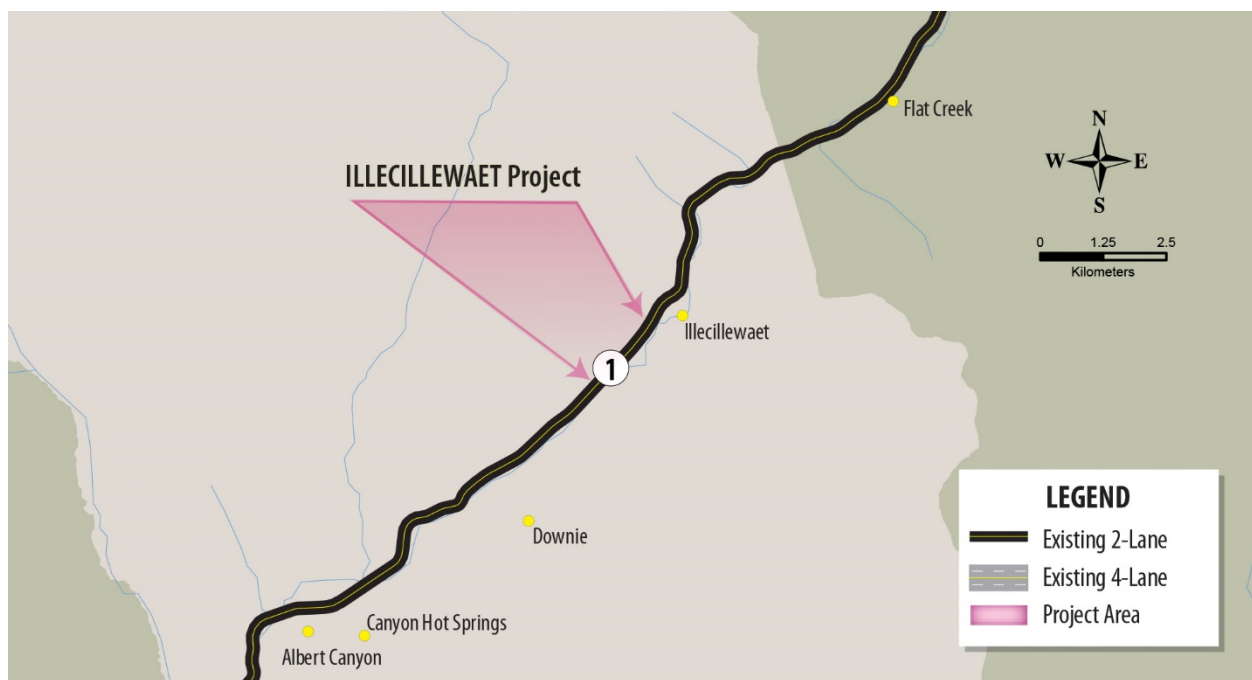 Flat Creek
N
W E
S
0 1.25 2.5
Kilometers
ILLECILLEWAET Project
Illecillewaet
1
Downie
Canyon Hot Springs
Albert Canyon
LEGEND
Existing 2-Lane
Existing 4-Lane
Project Area